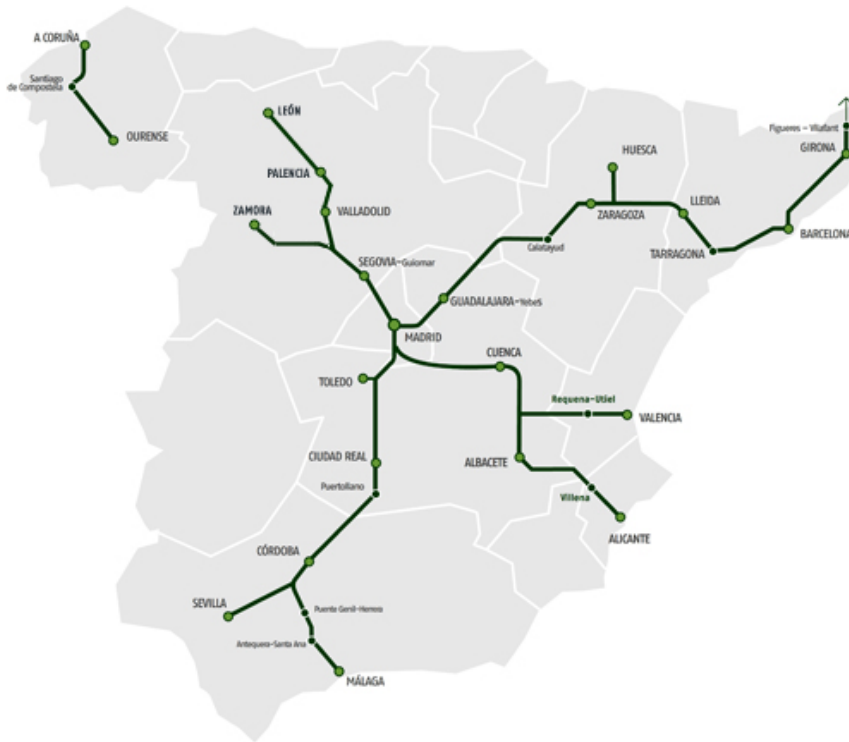 A CORUÑA
Santiago
de Compostela
OURENSE
LEÓN
PALENCIA
VALLADOLID
ZAMORA
SEGOVIA-Guiomar
HUESCA
ZARAGOZA
LLEIDA
Figueres - Vilafant
GIRONA
BARCELONA
TARRAGONA
Calatayud
GUADALAJARA-Yebes
MADRID
TOLEDO
CUENCA
Requena-Utiel
VALENCIA
ALBACETE
Villena
ALICANTE
CIUDAD REAL
Puertollano
CÓRDOBA
SEVILLA
Puente Genil-Herrera
Antequera-Santa Ana
MÁLAGA